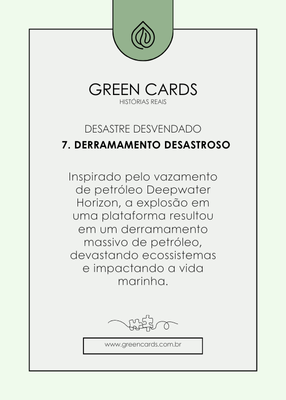 GREEN CARDS
HISTÓRIAS REAIS
DESASTRE DESVENDADO
7. DERRAMAMENTO DESASTROSO
Inspirado pelo vazamento
de petróleo Deepwater
Horizon, a explosão em
uma plataforma resultou
em um derramamento
massivo de petróleo,
devastando ecossistemas
e impactando a vida
marinha.
www.greencards.com.br